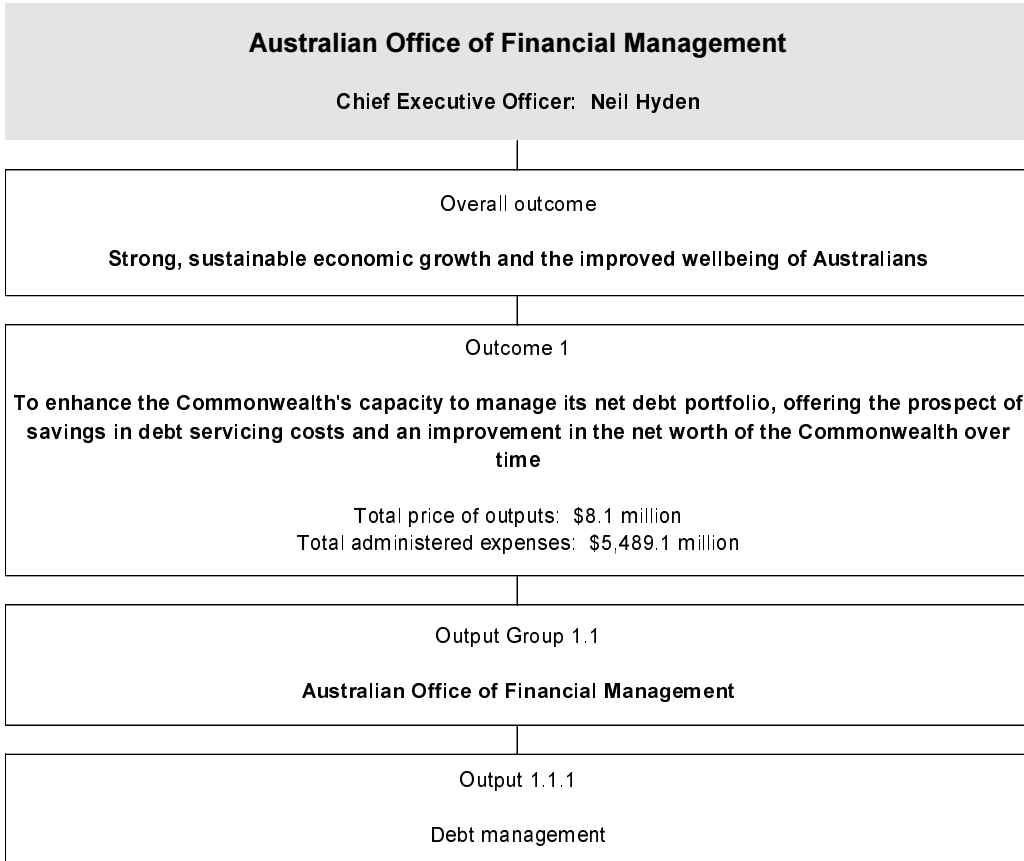 Australian Office of Financial Management
Chief Executive Officer: Neil Hyden
Overall outcome
Strong, sustainable economic growth and the improved wellbeing of Australians
Outcome 1
To enhance the Commonwealth's capacity to manage its net debt portfolio, offering the prospect of
savings in debt servicing costs and an improvement in the net worth of the Commonwealth over
time
Total price of outputs: $8.1 million
Total administered expenses: $5,489.1 million
Output Group 1.1
Australian Office of Financial Management
Output 1.1.1
Debt management